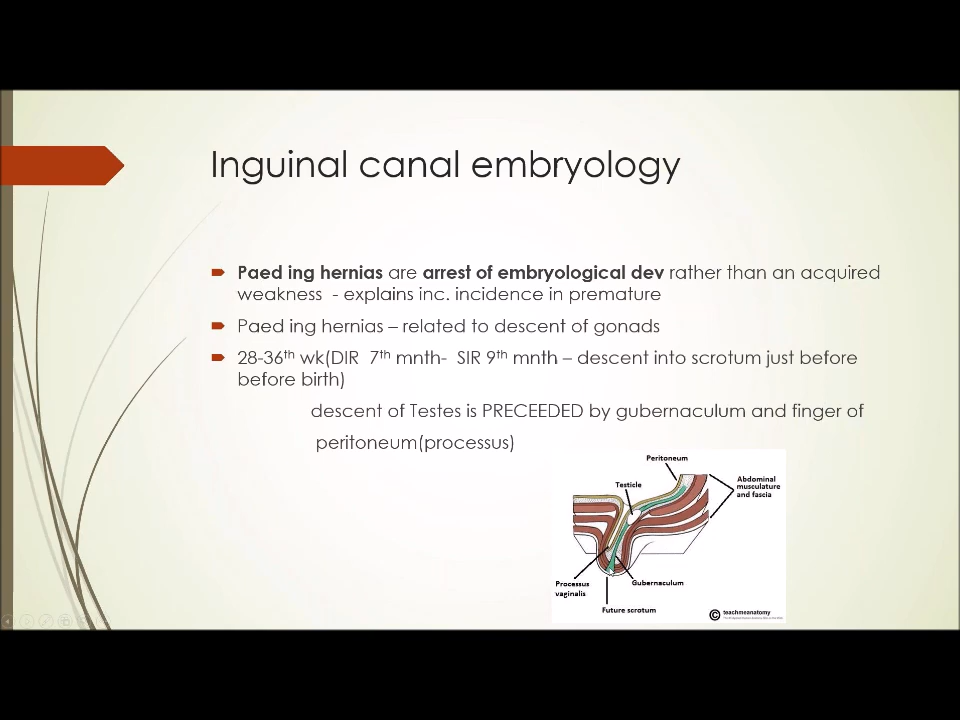 Inguinal canal embryology
Paed ing hernias are arrest of embryological dev rather than an acquired
weakness - explains inc. incidence in premature
Paed ing hernias – related to descent of gonads
28-36th wk(DIR 7th mnth- SIR 9th mnth – descent into scrotum just before
before birth)
descent of Testes is PRECEEDED by gubernaculum and finger of
peritoneum(processus)
Peritoneum
Testicle
Abdominal
musculature
and fascia
Processus
vaginalis
Gubernaculum
Future scrotum
© teachmeanatomy